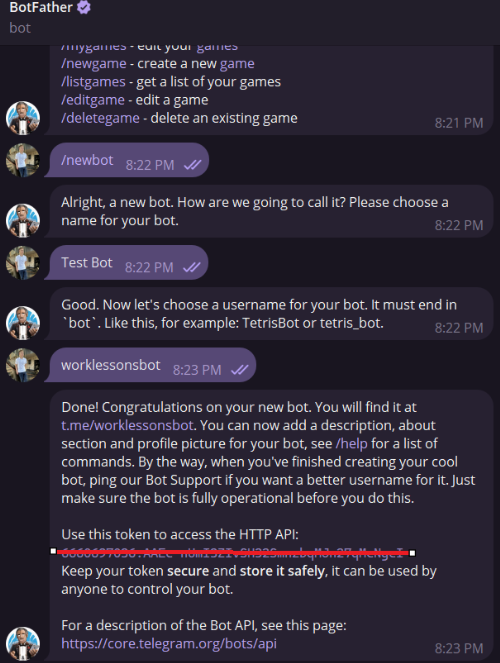 BotFather
bot
/mygames - edit your games
/newgame - create a new game
/listgames - get a list of your games
/editgame - edit a game
/deletegame - delete an existing game
8:21 PM
/newbot 8:22 PM
Alright, a new bot. How are we going to call it? Please choose a
name for your bot.
8:22 PM
Test Bot 8:22 PM
Good. Now let's choose a username for your bot. It must end in
`bot`. Like this, for example: TetrisBot or tetris_bot.
8:22 PM
worklessonsbot 8:23 PM
Done! Congratulations on your new bot. You will find it at
t.me/worklessonsbot. You can now add a description, about
section and profile picture for your bot, see /help for a list of
commands. By the way, when you've finished creating your cool
bot, ping our Bot Support if you want a better username for it. Just
make sure the bot is fully operational before you do this.
Use this token to access the HTTP API:
Keep your token secure and store it safely, it can be used by
anyone to control your bot.
For a description of the Bot API, see this page:
https://core.telegram.org/bots/api
8:23 PM